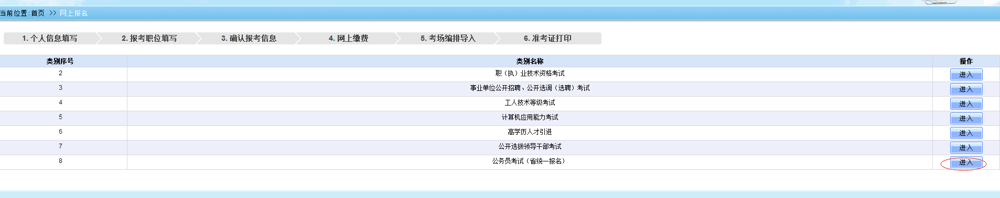 当前位置:首页 >> 网上报名
1. 个人信息填写 2. 报考职位填写 3. 确认报考信息 4. 网上缴费 5. 考场编排导入 6. 准考证打印
类别序号 类别名称 操作
2 职（执）业技术资格考试 进入
3 事业单位公开招聘、公开选调（选聘）考试 进入
4 工人技术等级考试 进入
5 计算机应用能力考试 进入
6 高学历人才引进 进入
7 公开选拔领导干部考试 进入
8 公务员考试（省统一报名） 进入